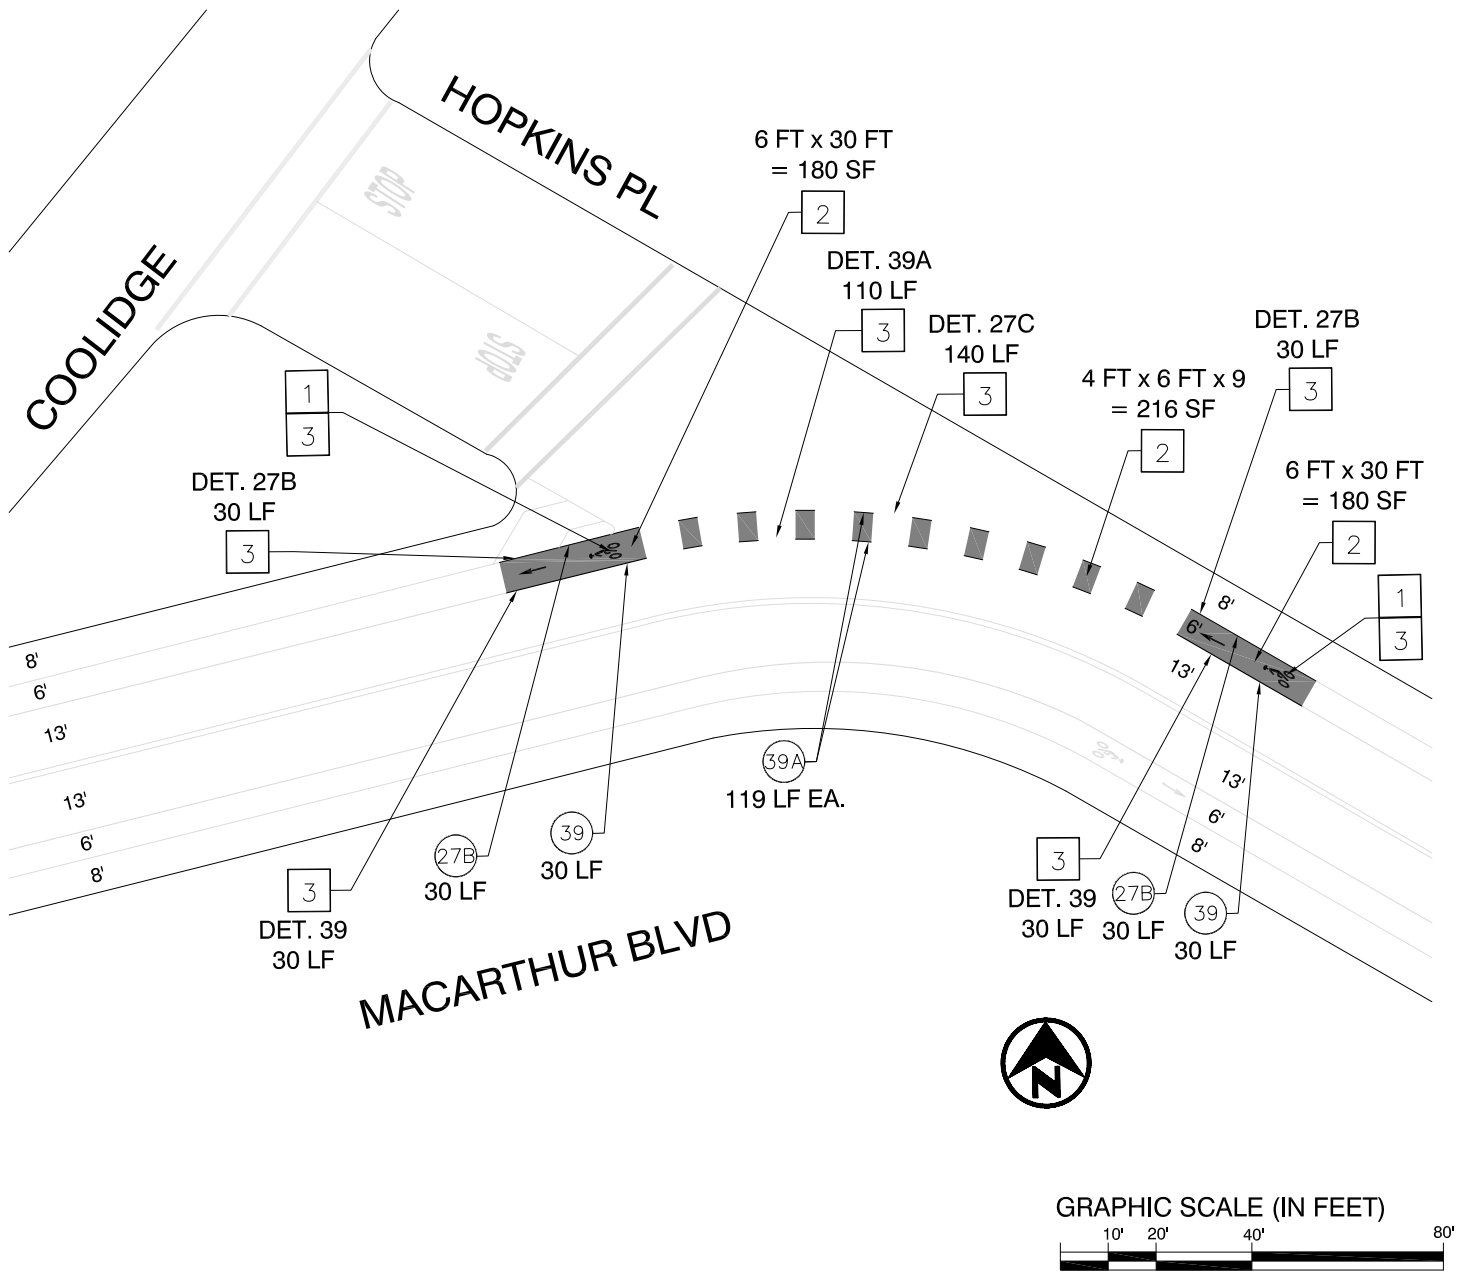 HOPKINS PL
COOLIDGE
STOP
STOP
6 FT x 30 FT
= 180 SF
2
DET. 39A
110 LF
3
DET. 27C
140 LF
3
DET. 27B
30 LF
3
4 FT x 6 FT x 9
= 216 SF
2
6 FT x 30 FT
= 180 SF
2
1
3
1
3
DET. 27B
30 LF
3
8'
6'
13'
8'
6'
13'
13'
6'
8'
13'
6'
8'
39A
119 LF EA.
27B
30 LF
39
30 LF
3
DET. 39
30 LF
3
DET. 39
30 LF
27B
30 LF
39
30 LF
MACARTHUR BLVD
N
GRAPHIC SCALE (IN FEET)
10' 20' 40' 80'